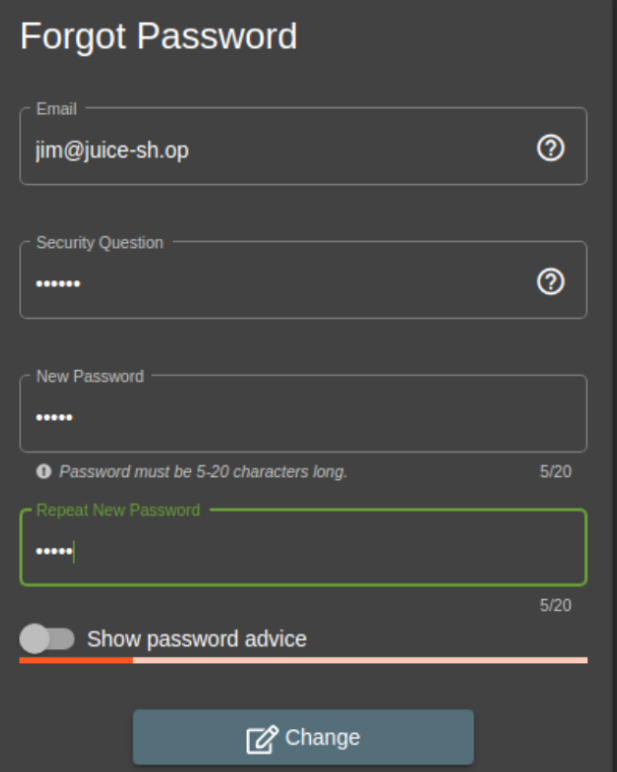 Forgot Password
Email
jim@juice-sh.op
Security Question
••••••
New Password
•••••
Password must be 5-20 characters long.
5/20
Repeat New Password
•••••
5/20
Show password advice
Change